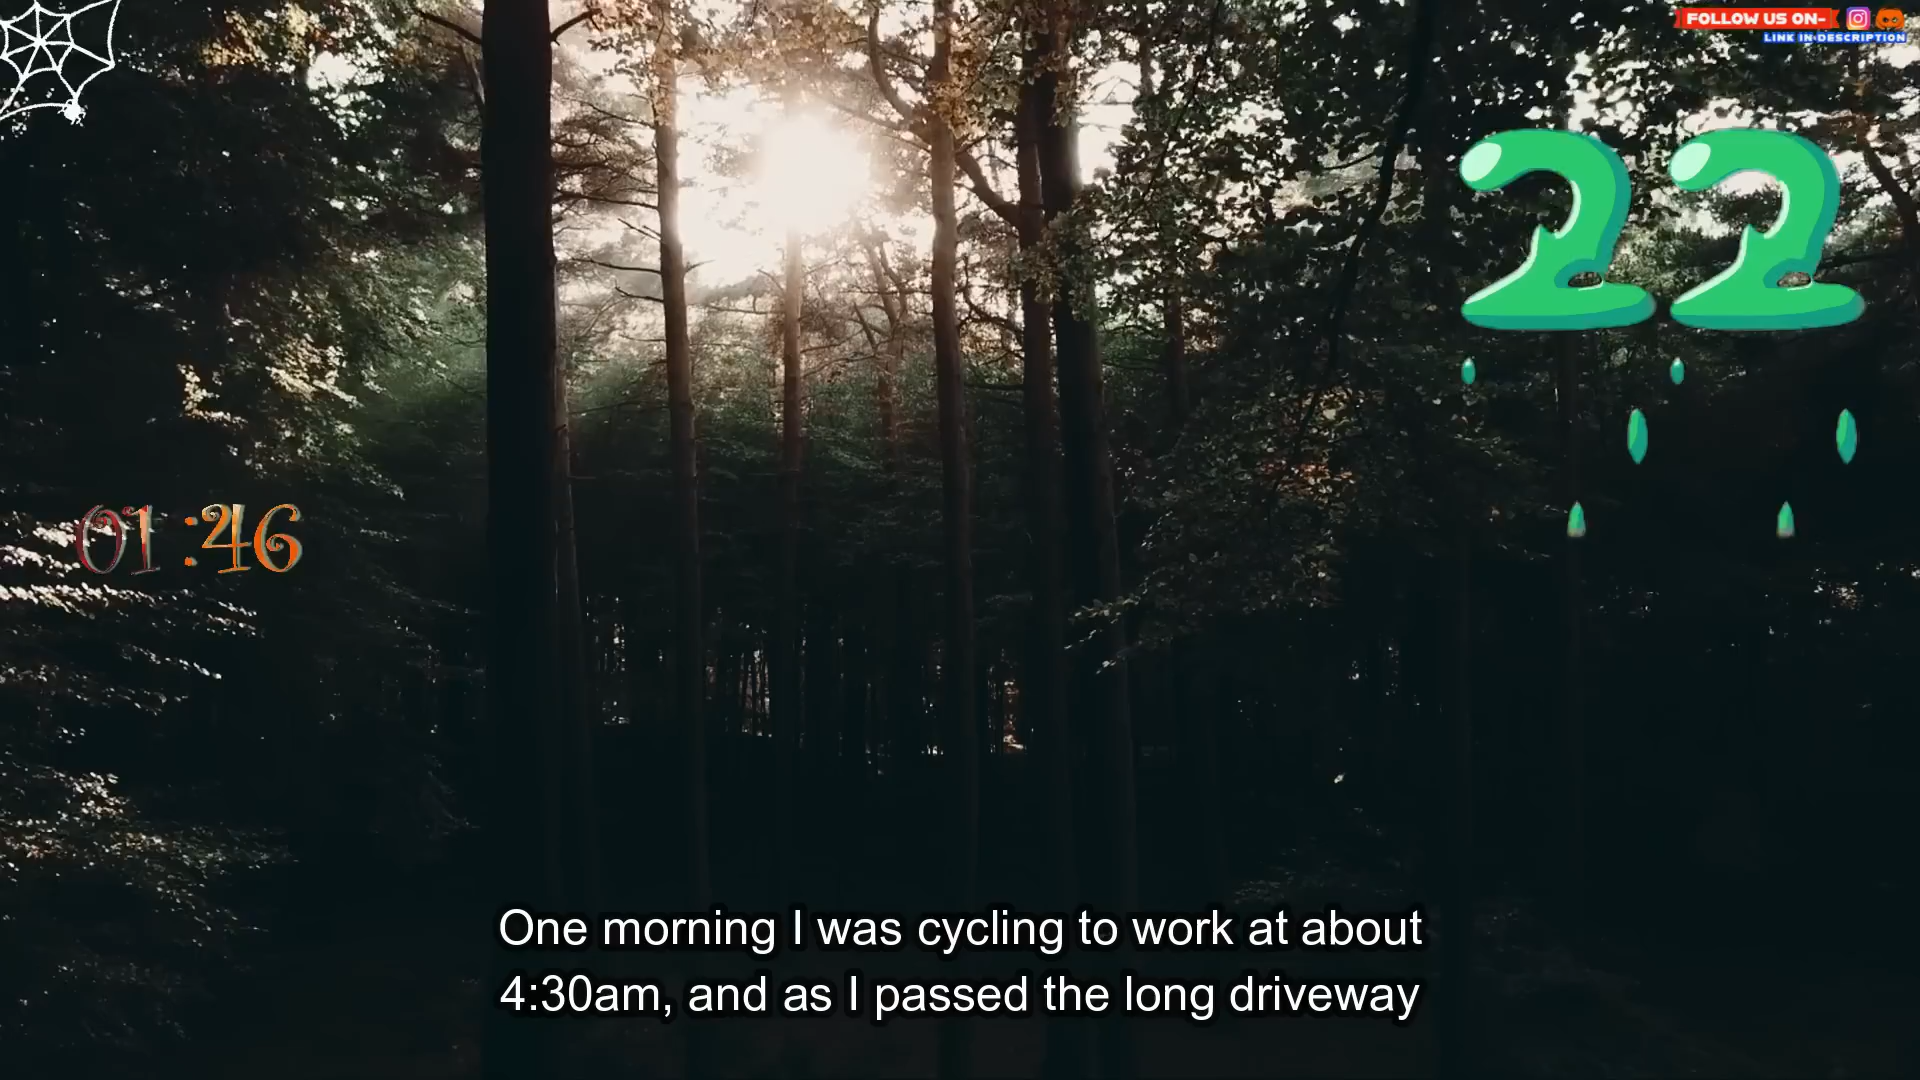 FOLLOW US ON-
LINK IN DESCRIPTION
22
01:46
One morning I was cycling to work at about
4:30am, and as I passed the long driveway